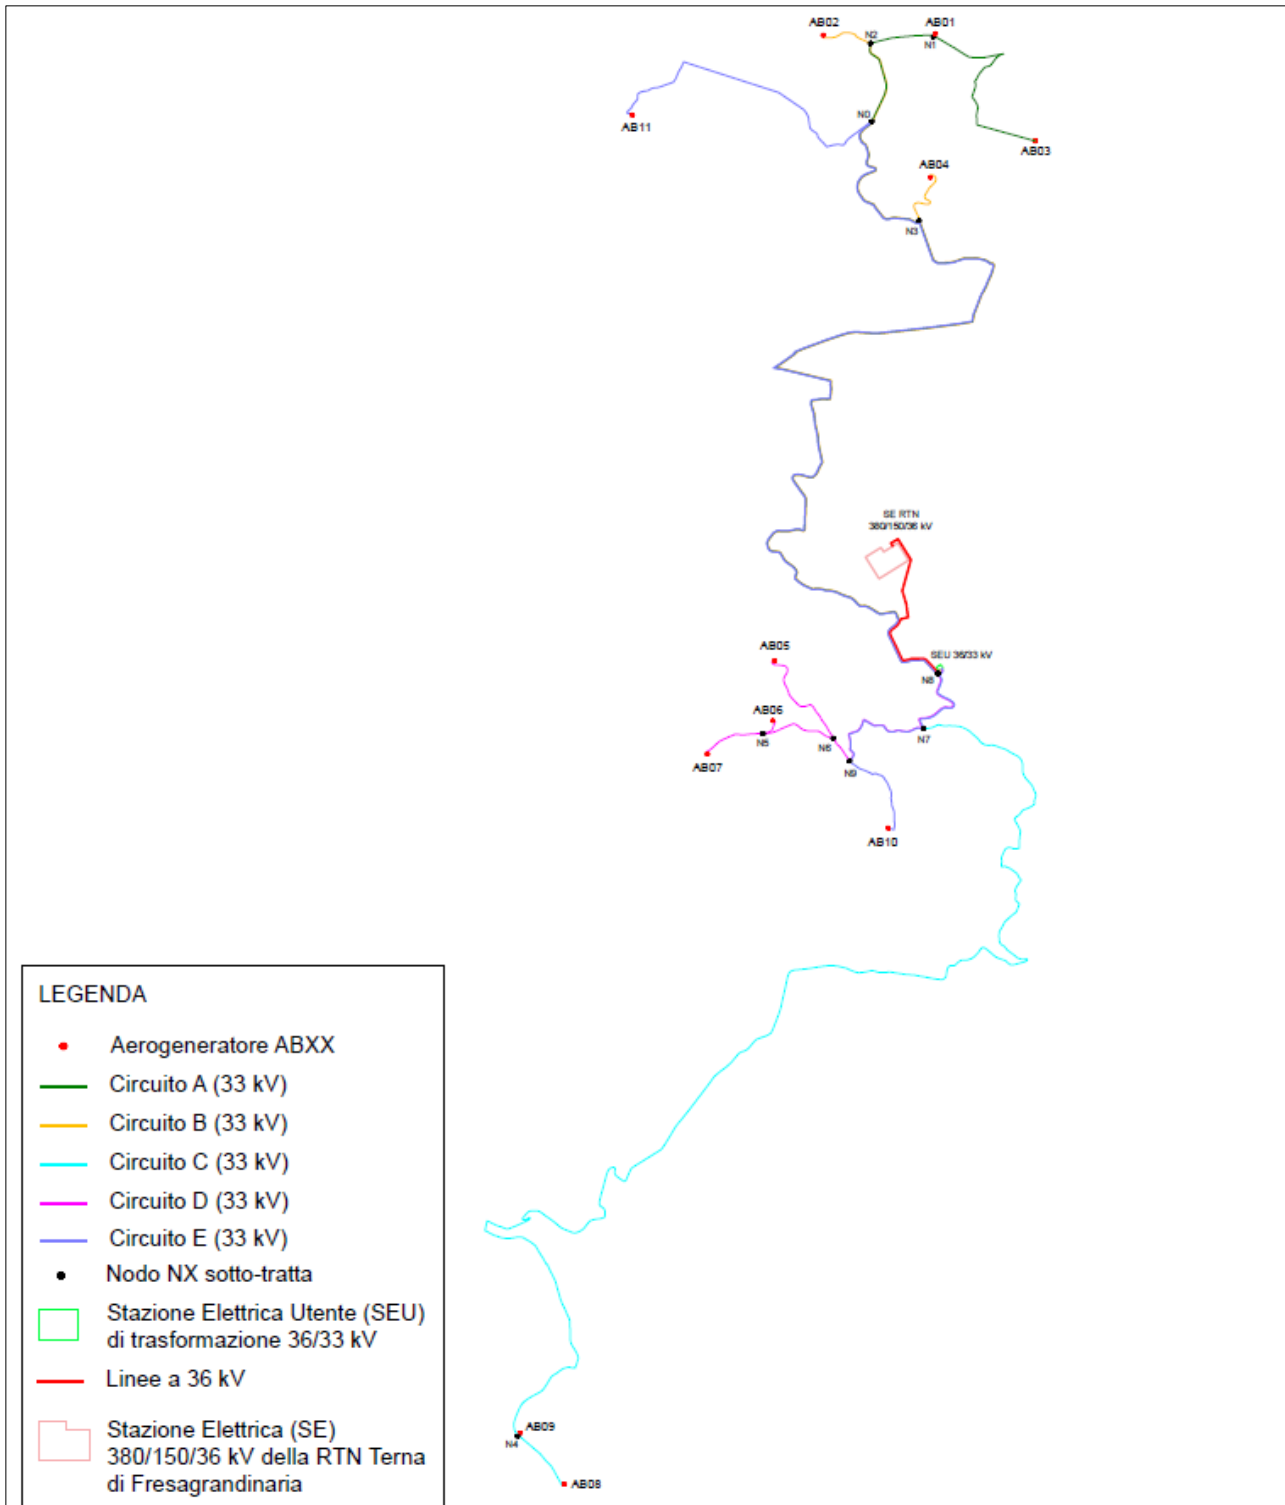 AB02
AB01
N2
N1
AB11
N0
AB03
AB04
N3
SE RTN
380/150/36 kV
AB05
SEU 36/33 kV
N8
AB06
N5
N6
N7
AB07
N9
AB10
LEGENDA
Aerogeneratore ABXX
Circuito A (33 kV)
Circuito B (33 kV)
Circuito C (33 kV)
Circuito D (33 kV)
Circuito E (33 kV)
Nodo NX sotto-tratta
Stazione Elettrica Utente (SEU)
di trasformazione 36/33 kV
Linee a 36 kV
Stazione Elettrica (SE)
380/150/36 kV della RTN Terna
di Fresagrandinaria
AB09
N4
AB08